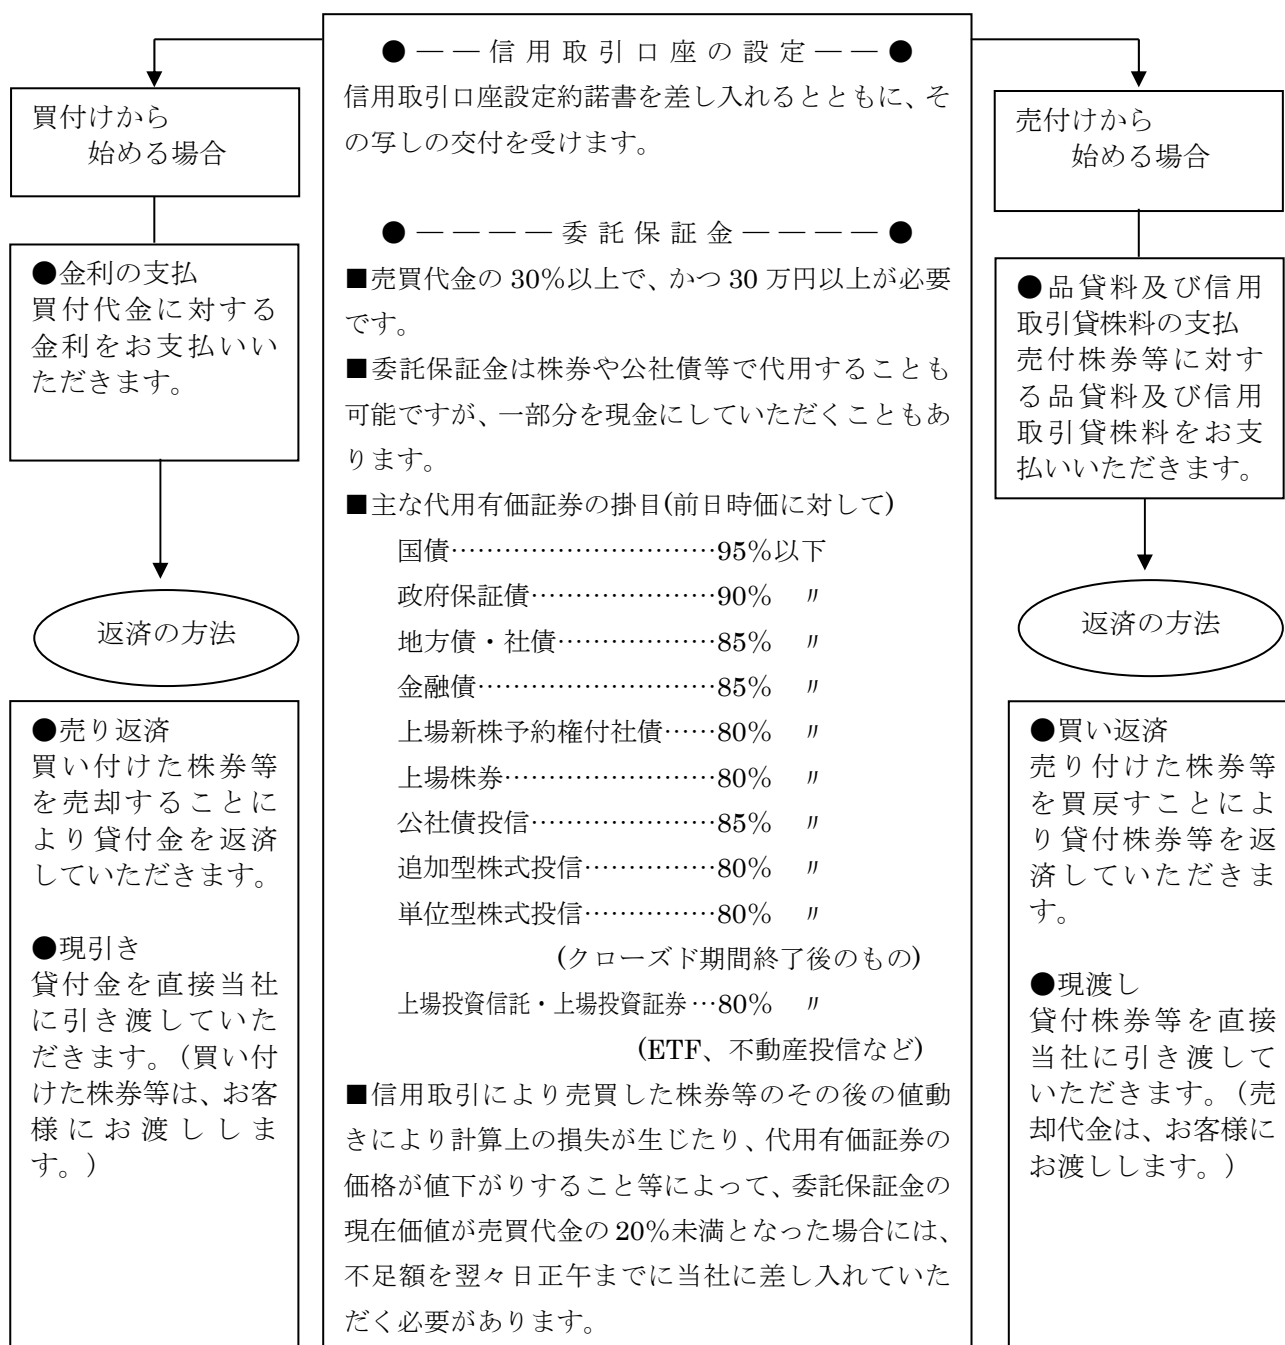 ●――信用取引口座の設定――●
信用取引口座設定約諾書を差し入れるとともに、そ
の写しの交付を受けます。
●――――委託保証金――――●
■売買代金の 30%以上で、かつ 30 万円以上が必要
です。
■委託保証金は株券や公社債等で代用することも
可能ですが、一部分を現金にしていただくこともあ
ります。
■主な代用有価証券の掛目(前日時価に対して)
国債…………………………95%以下
政府保証債…………………90% 〃
地方債・社債………………85% 〃
金融債………………………85% 〃
上場新株予約権付社債……80% 〃
上場株券……………………80% 〃
公社債投信…………………85% 〃
追加型株式投信……………80% 〃
単位型株式投信……………80% 〃
(クローズド期間終了後のもの)
上場投資信託・上場投資証券…80% 〃
(ETF、不動産投信など)
■信用取引により売買した株券等のその後の値動
きにより計算上の損失が生じたり、代用有価証券の
価格が値下がりすること等によって、委託保証金の
現在価値が売買代金の 20%未満となった場合には、
不足額を翌々日正午までに当社に差し入れていた
だく必要があります。
買付けから
始める場合
●金利の支払
買付代金に対する
金利をお支払いい
ただきます。
返済の方法
●売り返済
買い付けた株券等
を売却することに
より貸付金を返済
していただきます。
●現引き
貸付金を直接当社
に引き渡していた
だきます。(買い付
けた株券等は、お客
様にお渡ししま
す。)
売付けから
始める場合
●品貸料及び信用
取引貸株料の支払
売付株券等に対す
る品貸料及び信用
取引貸株料をお支
払いいただきます。
返済の方法
●買い返済
売り付けた株券等
を買戻すことによ
り貸付株券等を返
済していただきま
す。
●現渡し
貸付株券等を直接
当社に引き渡して
いただきます。(売
却代金は、お客様に
お渡しします。)